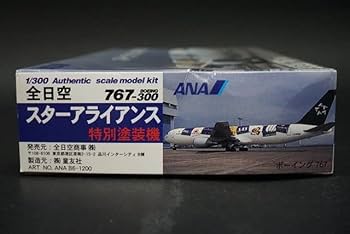 1/300 Authentic scale model kit
全日空 767-300 BOEING
スターアライアンス
特別塗装機
ANA
発売元：全日空商事㈱
製造元：㈱童友社
ART NO. ANA B6-1200
ボーイング767